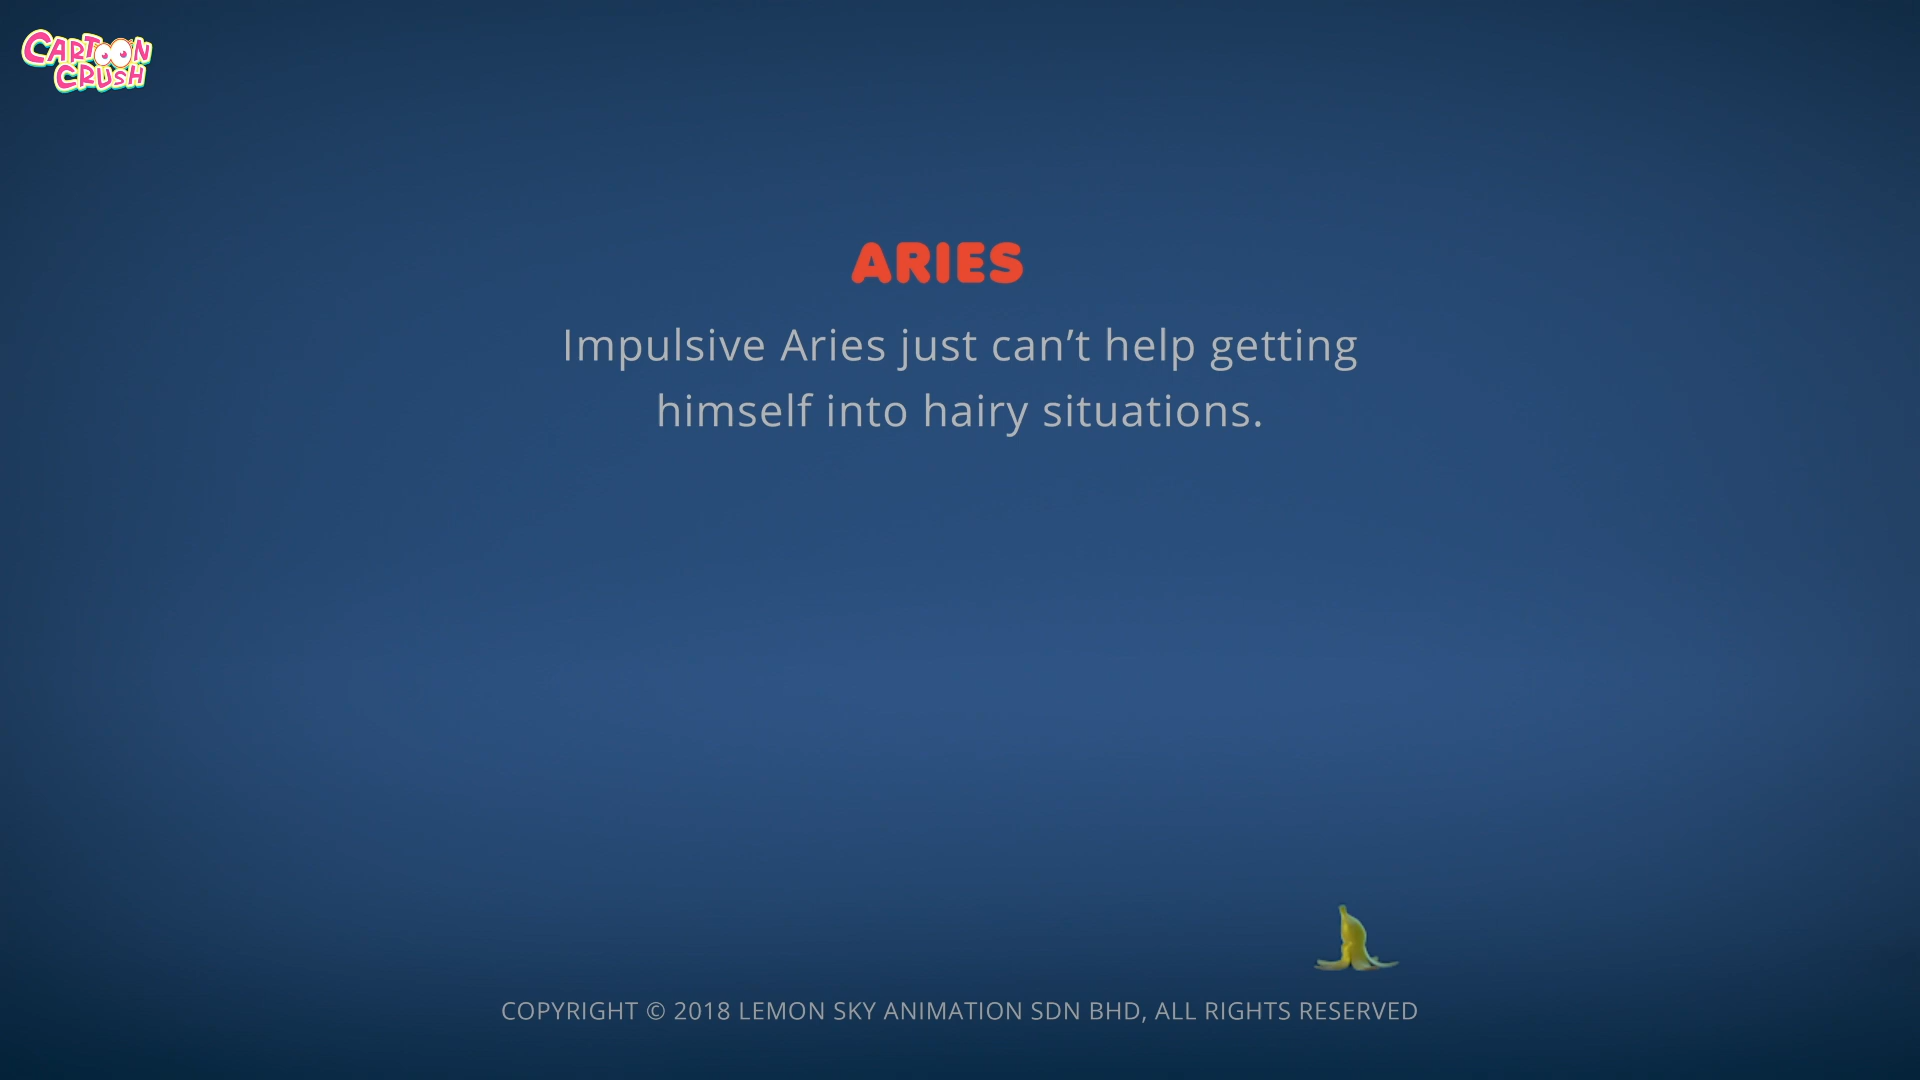 CARTOON
CRUSH
ARIES
Impulsive Aries just can’t help getting
himself into hairy situations.
COPYRIGHT © 2018 LEMON SKY ANIMATION SDN BHD, ALL RIGHTS RESERVED